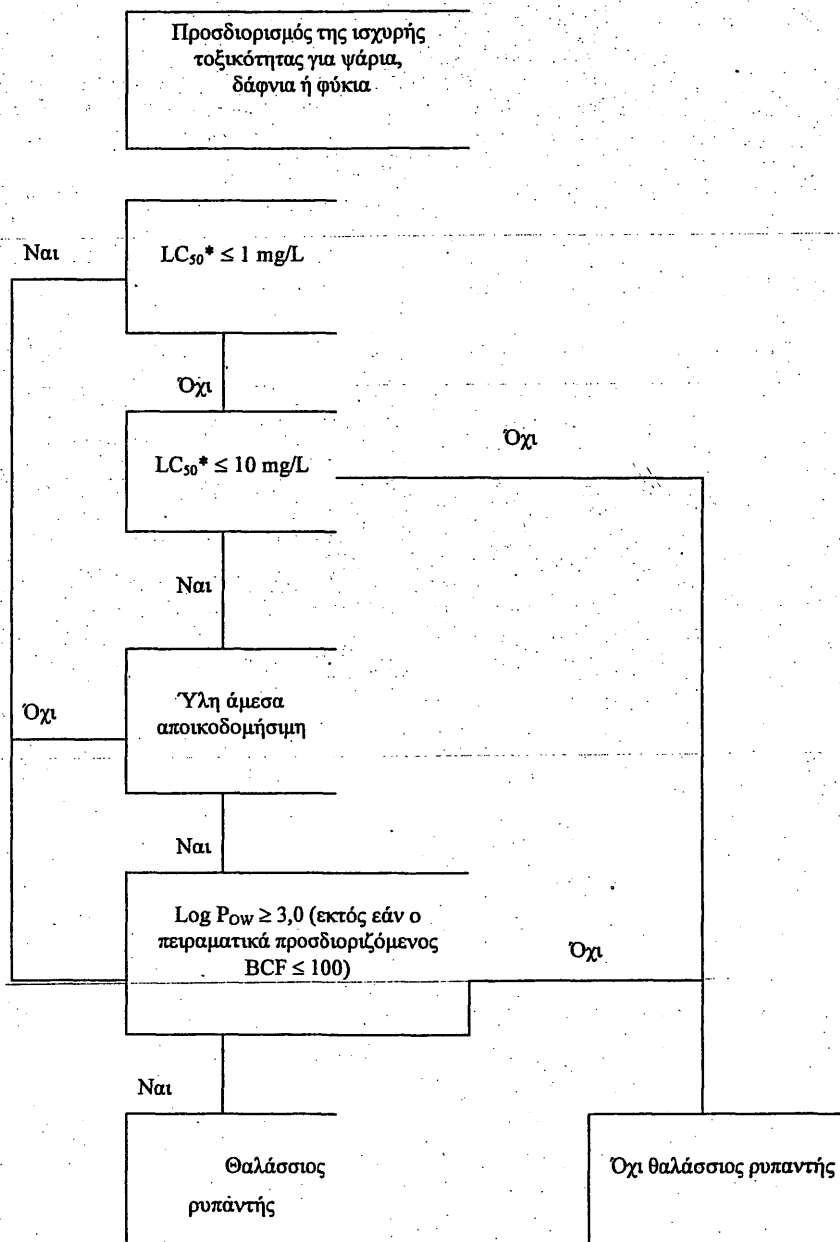 Προσδιορισμός της ισχυρής
τοξικότητας για ψάρια,
δάφνια ή φύκια
Ναι
LC₅₀* ≤ 1 mg/L
Όχι
LC₅₀* ≤ 10 mg/L
Όχι
Ναι
Όχι
Ύλη άμεσα
αποικοδομήσιμη
Ναι
Log P_OW ≥ 3,0 (εκτός εάν ο
πειραματικά προσδιοριζόμενος
BCF ≤ 100)
Όχι
Ναι
Θαλάσσιος
ρυπαντής
Όχι θαλάσσιος ρυπαντής